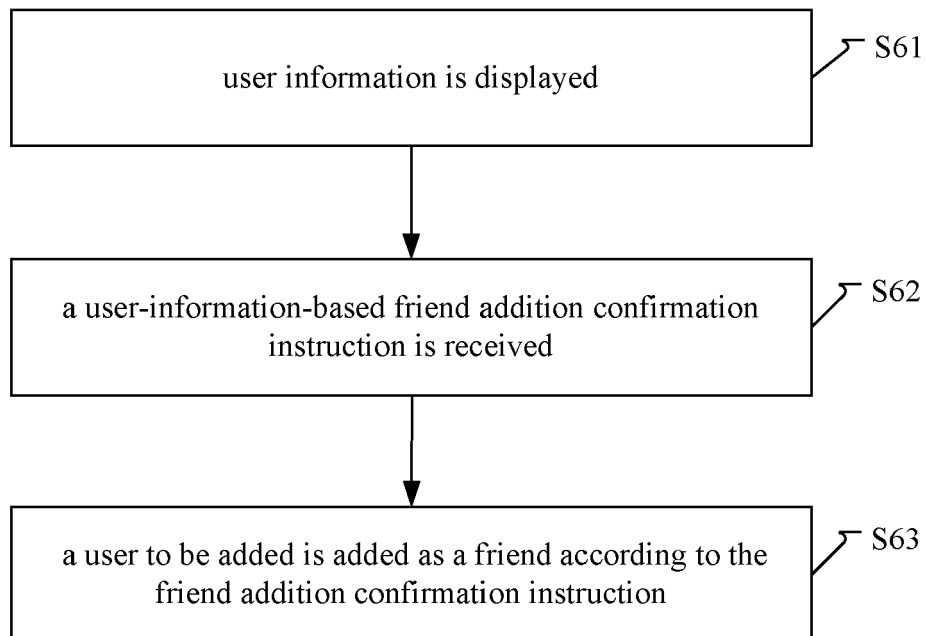 user information is displayed
S61
a user-information-based friend addition confirmation
instruction is received
S62
a user to be added is added as a friend according to the
friend addition confirmation instruction
S63